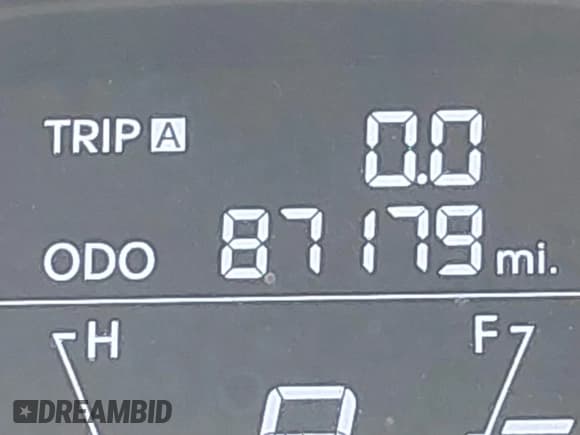 TRIP A 0.0
ODO 87179 mi.
H F
DREAMBID